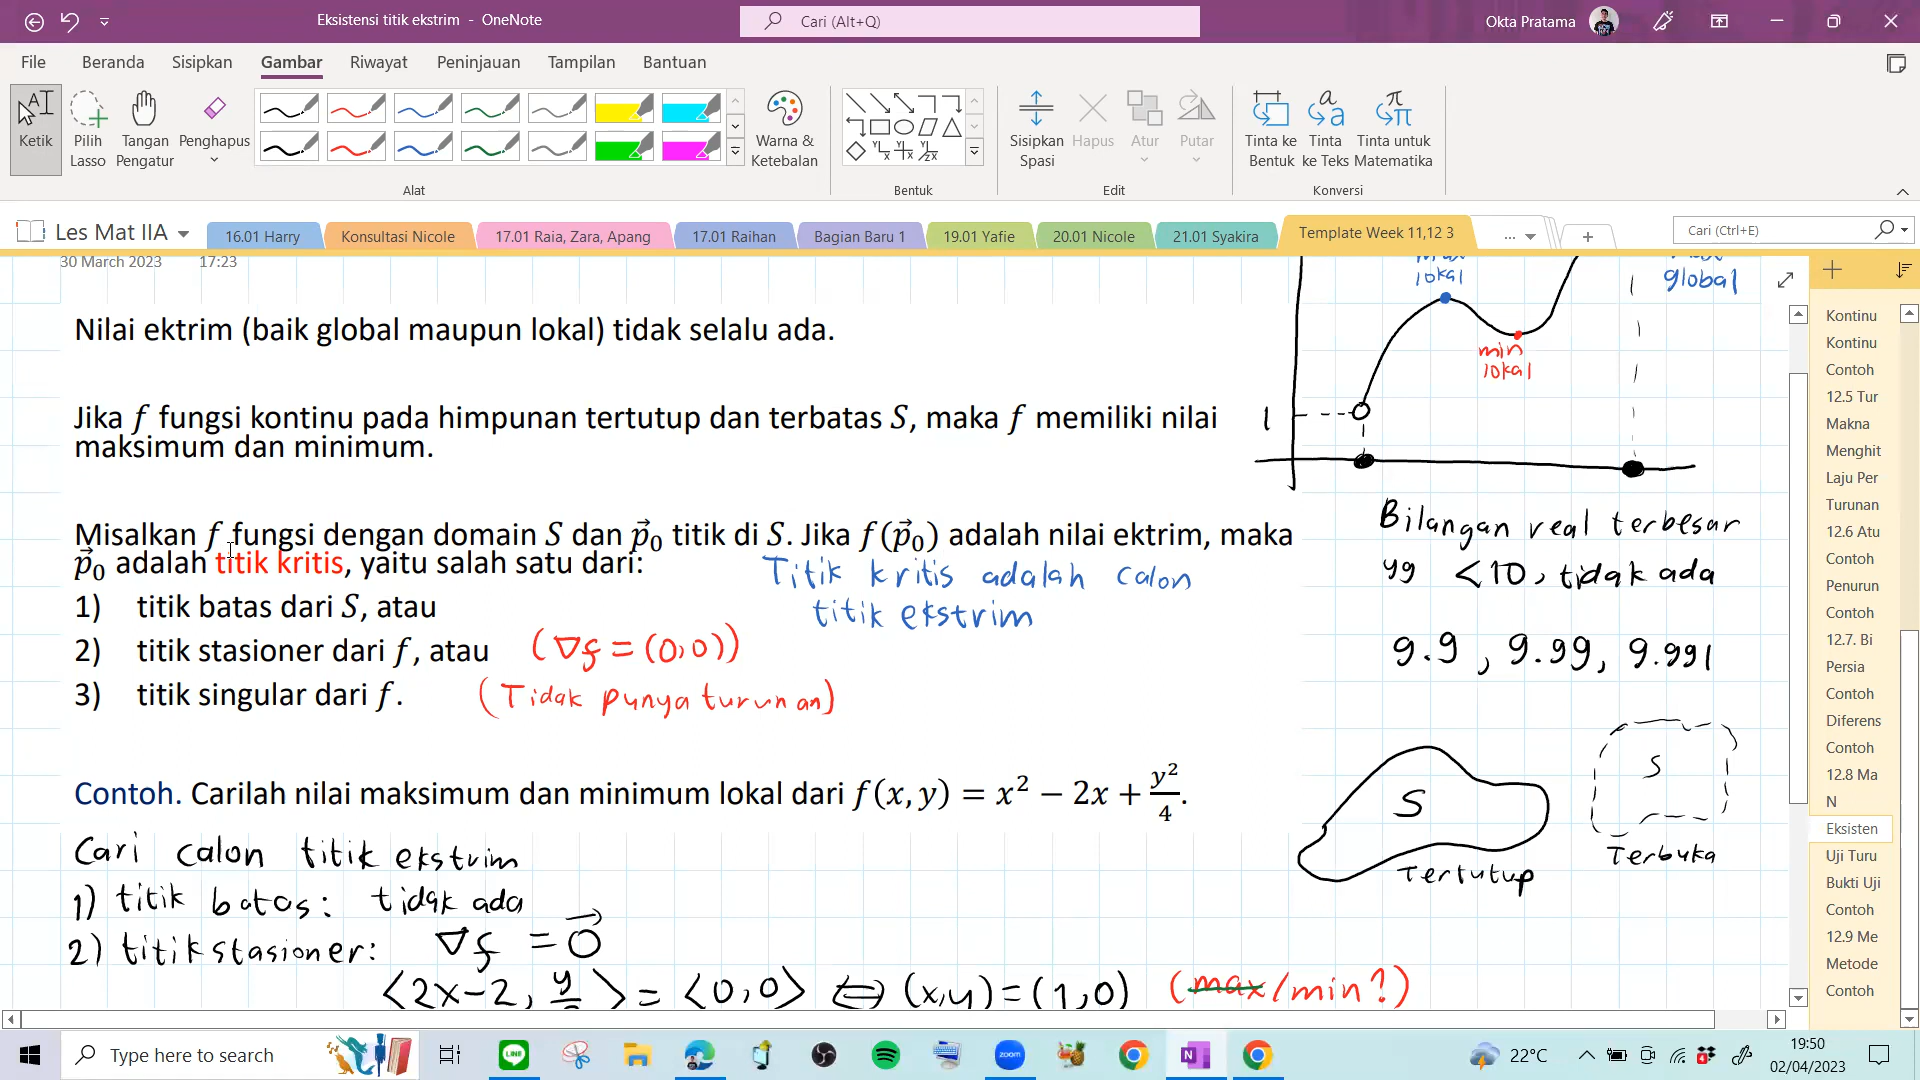 Eksistensi titik ekstrim - OneNote
Cari (Alt+Q)
Okta Pratama
File
Beranda
Sisipkan
Gambar
Riwayat
Peninjauan
Tampilan
Bantuan
Ketik
Pilih Lasso
Tangan Pengatur
Penghapus
Warna & Ketebalan
Sisipkan Spasi
Hapus
Atur
Putar
Tinta ke Bentuk
Tinta ke Teks
Tinta untuk Matematika
Alat
Bentuk
Edit
Konversi
Les Mat IIA
16.01 Harry
Konsultasi Nicole
17.01 Raia, Zara, Apang
17.01 Raihan
Bagian Baru 1
19.01 Yafie
20.01 Nicole
21.01 Syakira
Template Week 11,12 3
...
Cari (Ctrl+E)
30 March 2023 17:23
Nilai ektrim (baik global maupun lokal) tidak selalu ada.
Jika f fungsi kontinu pada himpunan tertutup dan terbatas S, maka f memiliki nilai
maksimum dan minimum.
Misalkan f fungsi dengan domain S dan p⃗₀ titik di S. Jika f(p⃗₀) adalah nilai ektrim, maka
p⃗₀ adalah titik kritis, yaitu salah satu dari:
Titik kritis adalah calon
titik ekstrim
1) titik batas dari S, atau
2) titik stasioner dari f, atau (∇f = (0,0))
3) titik singular dari f. (Tidak punya turunan)
Contoh. Carilah nilai maksimum dan minimum lokal dari f(x, y) = x² − 2x + y²/4.
Cari calon titik ekstrim
1) titik batas: tidak ada
2) titik stasioner: ∇f = 0⃗
= ⟨0,0⟩ ⇔ (x,y) = (1,0) (max/min?)
lokal
global
min
lokal
1
Bilangan real terbesar
yg <10, tidak ada
9.9, 9.99, 9.991
S
Tertutup
S
Terbuka
Kontinu
Kontinu
Contoh
12.5 Tur
Makna
Menghit
Laju Per
Turunan
12.6 Atu
Contoh
Penurun
Contoh
12.7. Bi
Persia
Contoh
Diferens
Contoh
12.8 Ma
N
Eksisten
Uji Turu
Bukti Uji
Contoh
12.9 Me
Metode
Contoh
Type here to search
22°C
19:50
02/04/2023